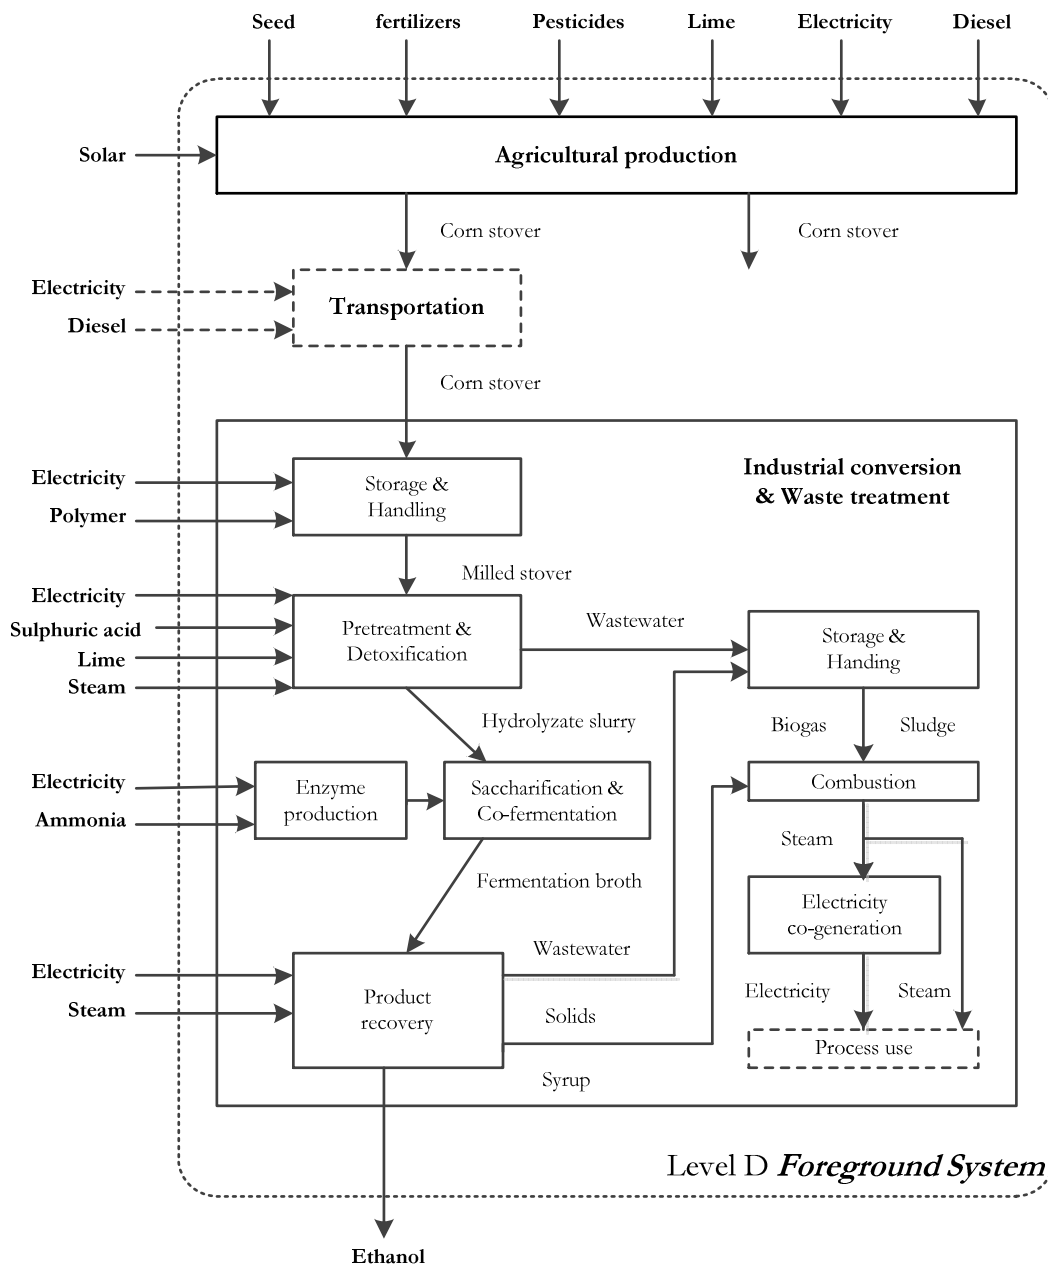 Seed
fertilizers
Pesticides
Lime
Electricity
Diesel
Solar
Agricultural production
Corn stover
Corn stover
Electricity
Diesel
Transportation
Corn stover
Industrial conversion
& Waste treatment
Electricity
Polymer
Storage &
Handling
Milled stover
Electricity
Sulphuric acid
Lime
Steam
Pretreatment &
Detoxification
Wastewater
Storage &
Handing
Hydrolyzate slurry
Biogas
Sludge
Electricity
Ammonia
Enzyme
production
Saccharification &
Co-fermentation
Combustion
Steam
Fermentation broth
Electricity
co-generation
Wastewater
Electricity
Steam
Product
recovery
Solids
Syrup
Electricity
Steam
Process use
Level D Foreground System
Ethanol